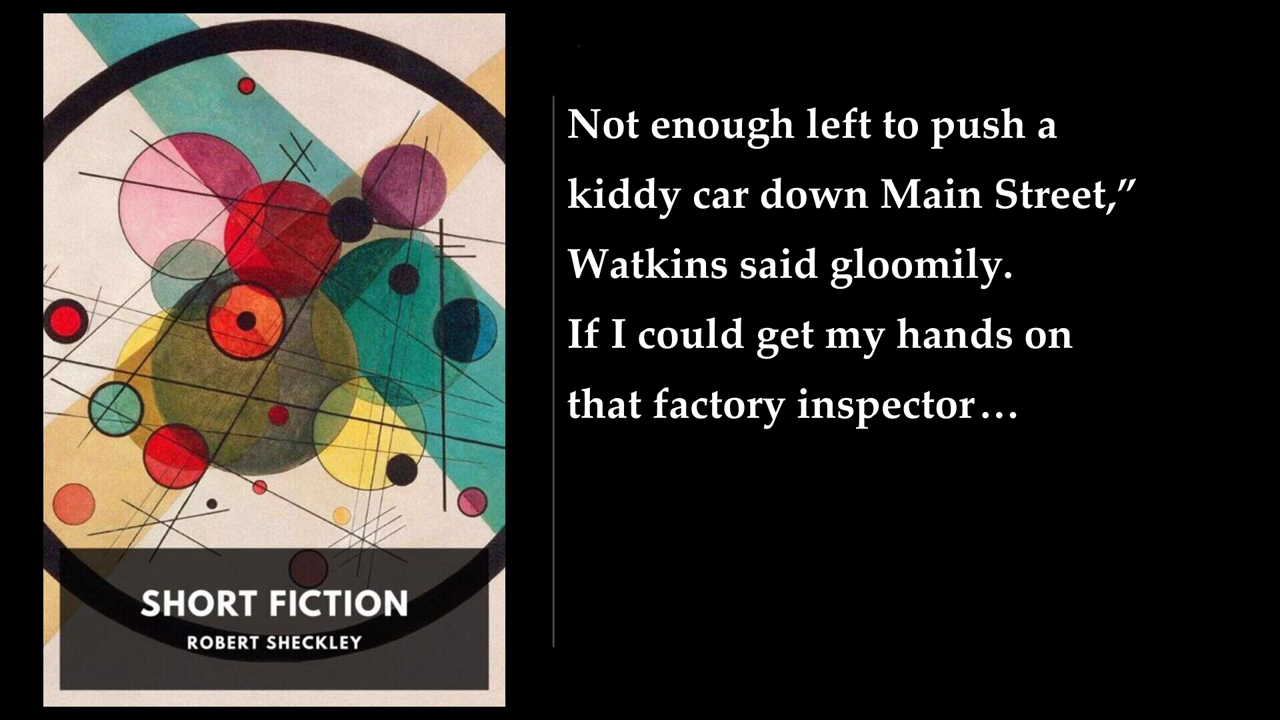 SHORT FICTION
ROBERT SHECKLEY
Not enough left to push a
kiddy car down Main Street,”
Watkins said gloomily.
If I could get my hands on
that factory inspector…